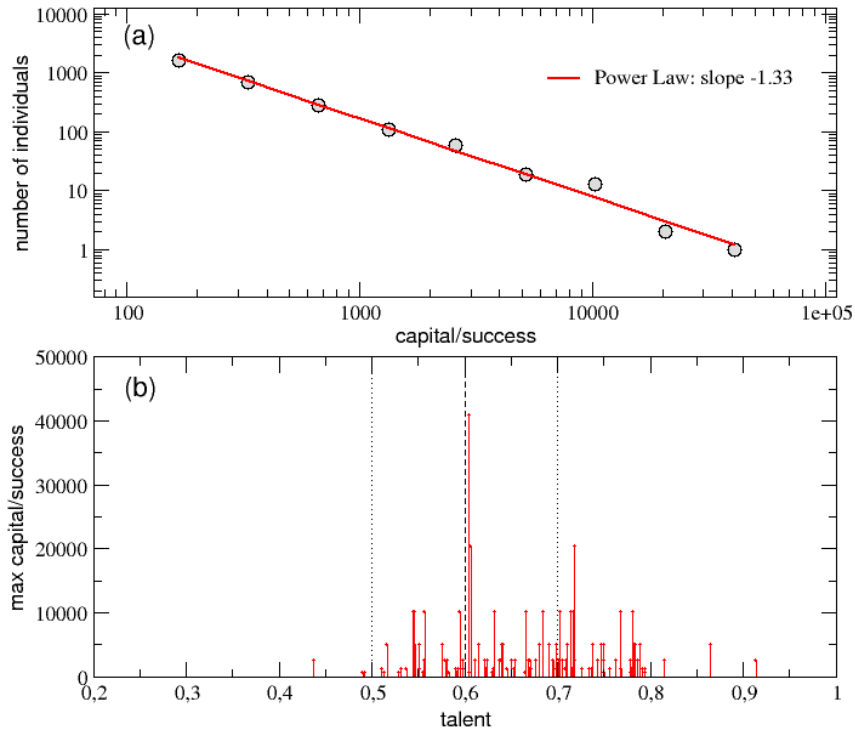 (a)
10000
1000
100
10
1
number of individuals
Power Law: slope -1.33
100 1000 10000 1e+05
capital/success
(b)
50000
40000
30000
20000
10000
0
max capital/success
0,2 0,3 0,4 0,5 0,6 0,7 0,8 0,9 1
talent